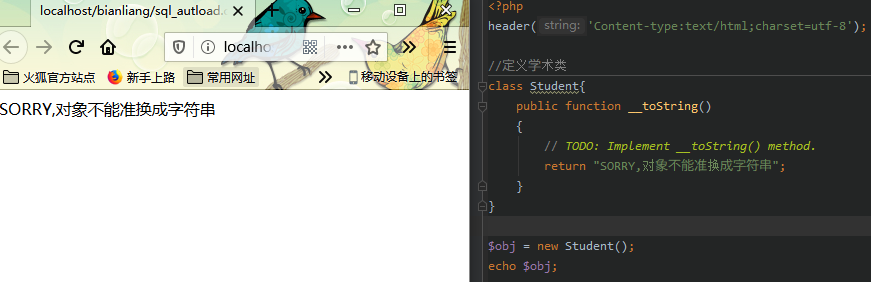 localhost/bianliang/sql_autload.
localho
火狐官方站点
新手上路
常用网址
移动设备上的书签
SORRY,对象不能准换成字符串
<?php
header( string: 'Content-type:text/html;charset=utf-8');
//定义学术类
class Student{
public function __toString()
{
// TODO: Implement __toString() method.
return "SORRY,对象不能准换成字符串";
}
}
$obj = new Student();
echo $obj;